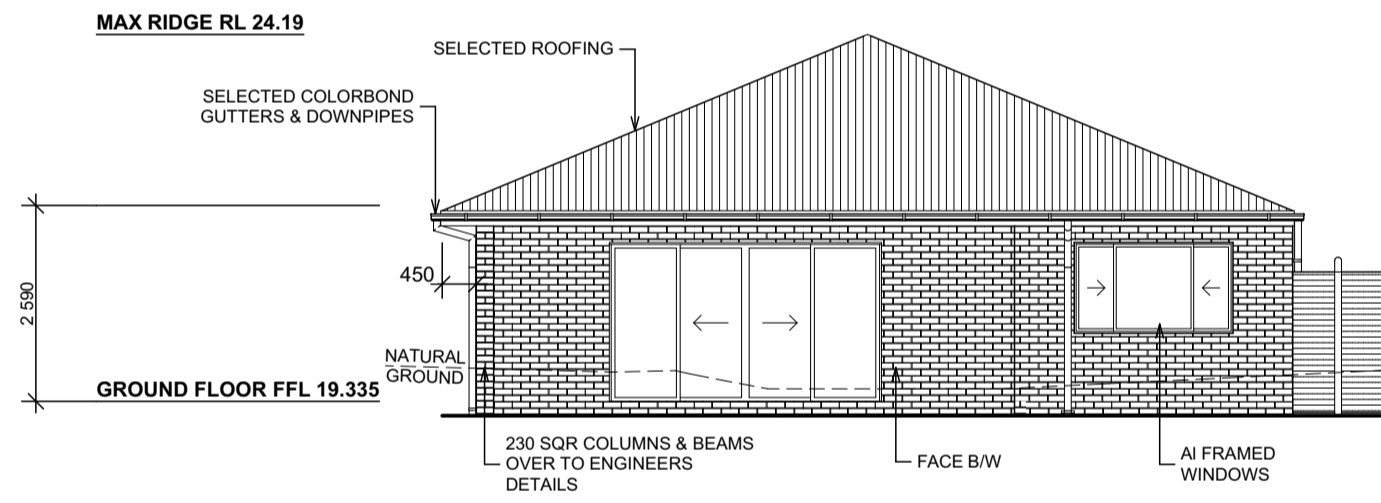 MAX RIDGE RL 24.19
SELECTED ROOFING
SELECTED COLORBOND
GUTTERS & DOWNPIPES
450
2 590
NATURAL
GROUND
GROUND FLOOR FFL 19.335
230 SQR COLUMNS & BEAMS
OVER TO ENGINEERS
DETAILS
FACE B/W
Al FRAMED
WINDOWS